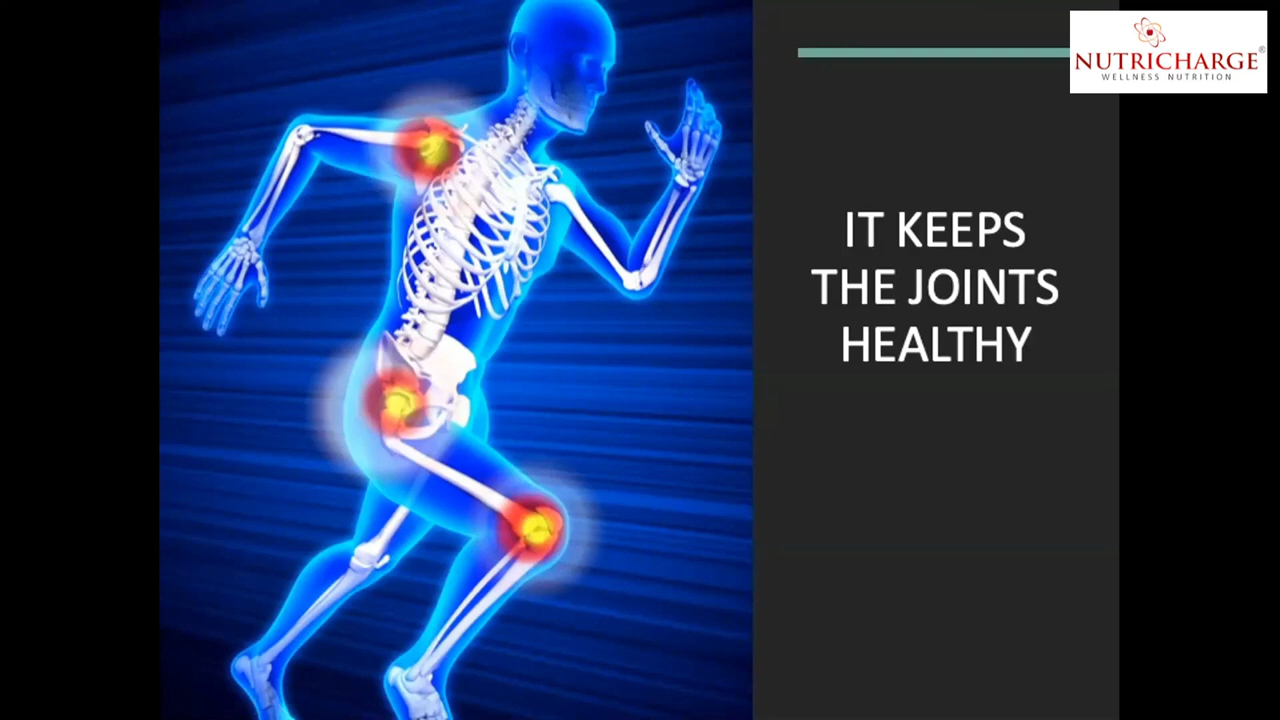 NUTRICHARGE®
WELLNESS NUTRITION
IT KEEPS
THE JOINTS
HEALTHY